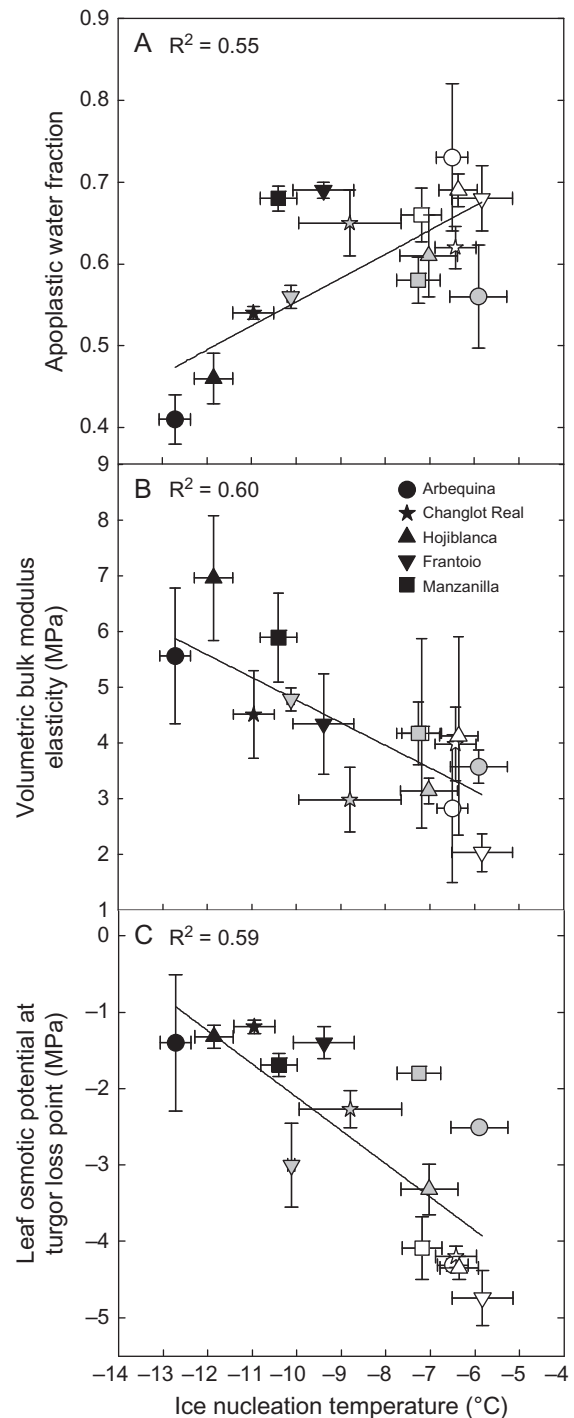 A R² = 0.55
0.9
0.8
0.7
0.6
0.5
0.4
Apoplastic water fraction
B R² = 0.60
9
8
7
6
5
4
3
2
1
Volumetric bulk modulus
elasticity (MPa)
Arbequina
Changlot Real
Hojiblanca
Frantoio
Manzanilla
C R² = 0.59
0
–1
–2
–3
–4
–5
Leaf osmotic potential at
turgor loss point (MPa)
–14 –13 –12 –11 –10 –9 –8 –7 –6 –5 –4
Ice nucleation temperature (°C)